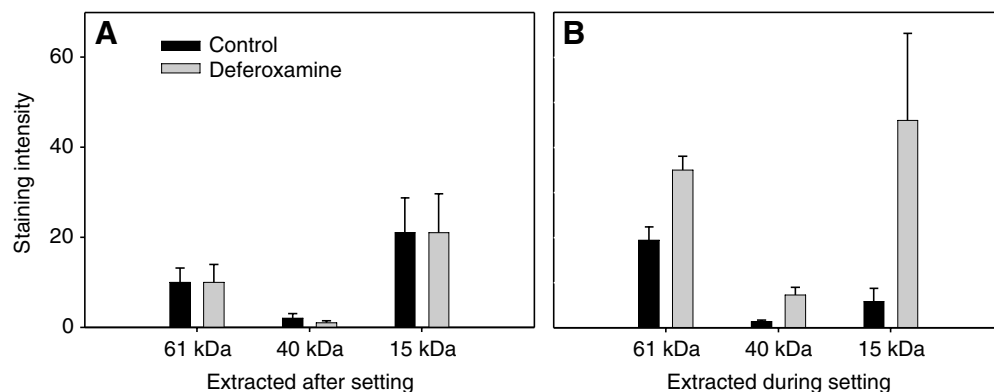 A
B
Control
Deferoxamine
Staining intensity
60
40
20
0
61 kDa 40 kDa 15 kDa
61 kDa 40 kDa 15 kDa
Extracted after setting
Extracted during setting